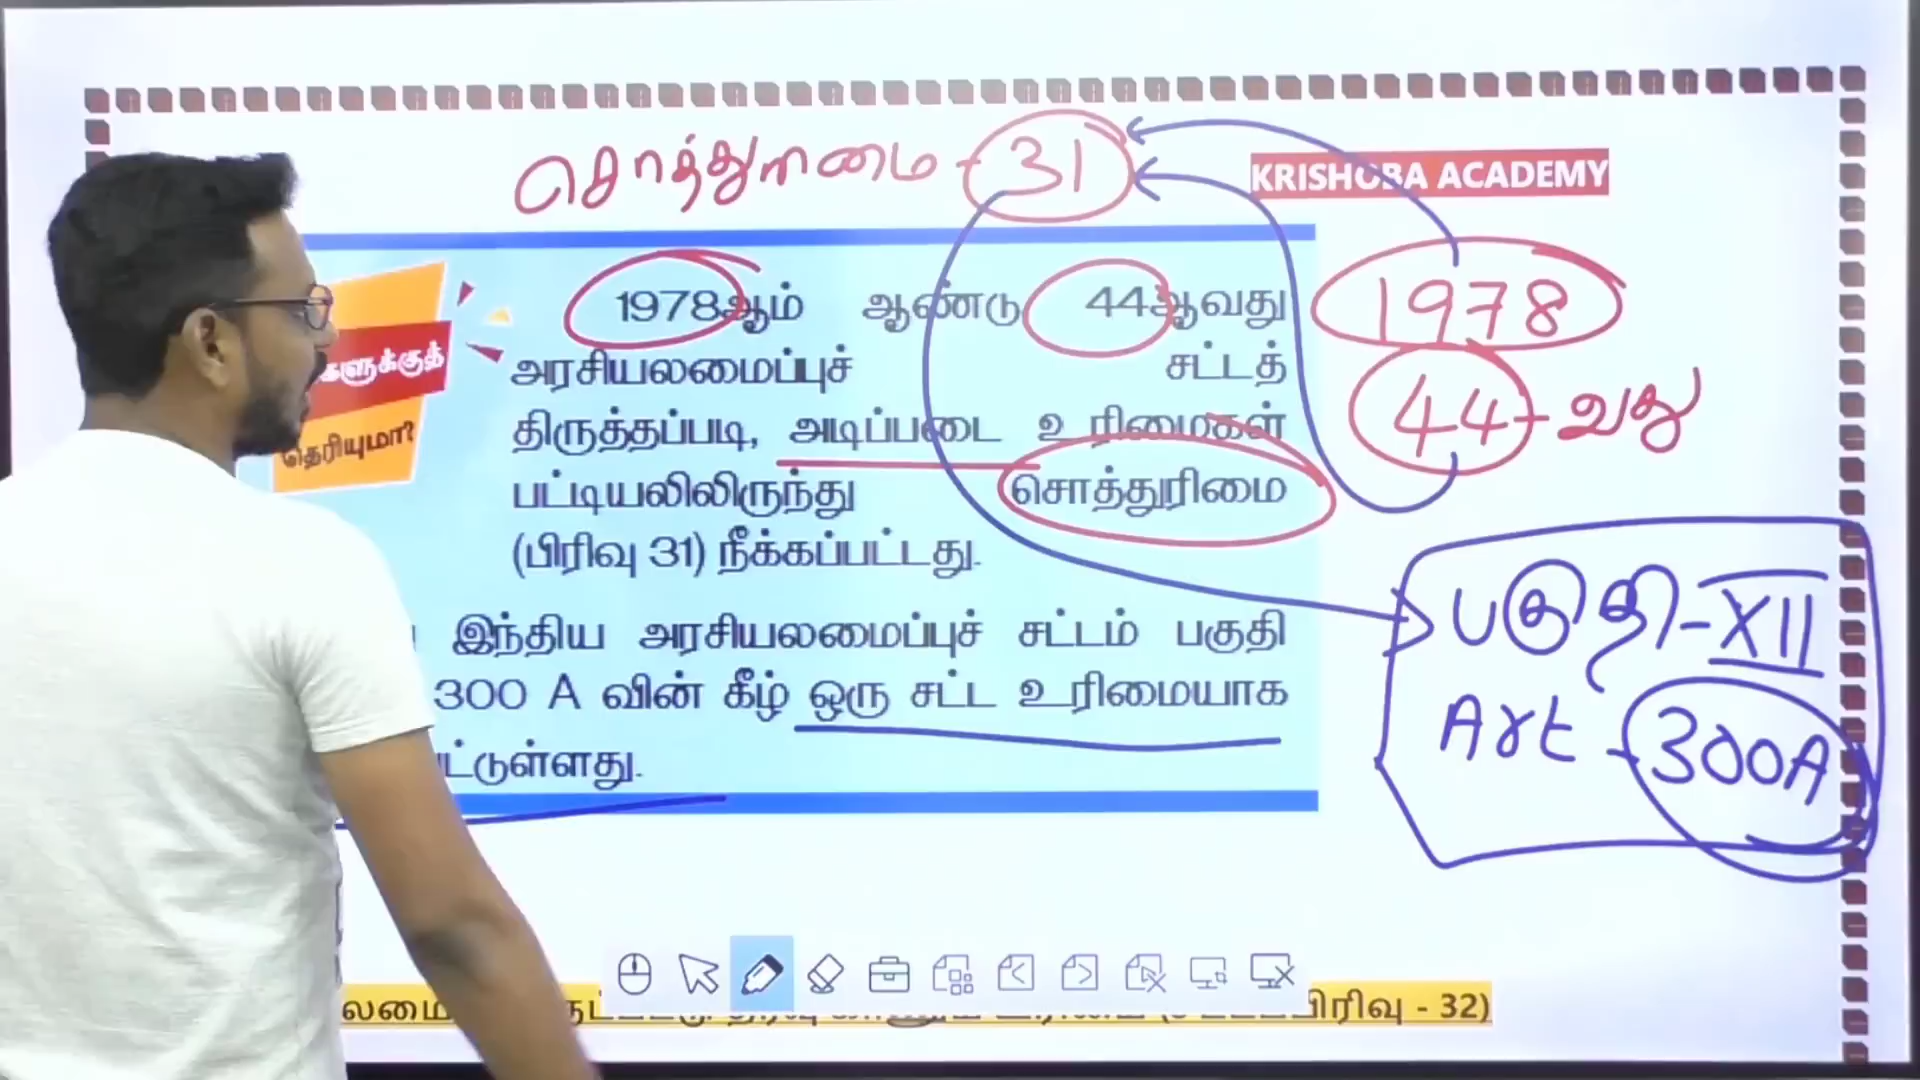 சொத்துரிமை - 31
KRISHOBA ACADEMY
1978ஆம் ஆண்டு 44ஆவது
அரசியலமைப்புச் சட்டத்
திருத்தப்படி, அடிப்படை உரிமைகள்
பட்டியலிலிருந்து சொத்துரிமை
(பிரிவு 31) நீக்கப்பட்டது.
இந்திய அரசியலமைப்புச் சட்டம் பகுதி
300 A வின் கீழ் ஒரு சட்ட உரிமையாக
ட்டுள்ளது.
களுக்குத்
தெரியுமா?
1978
44-வது
பகுதி-XII
Art - 300A
பிரிவு - 32)